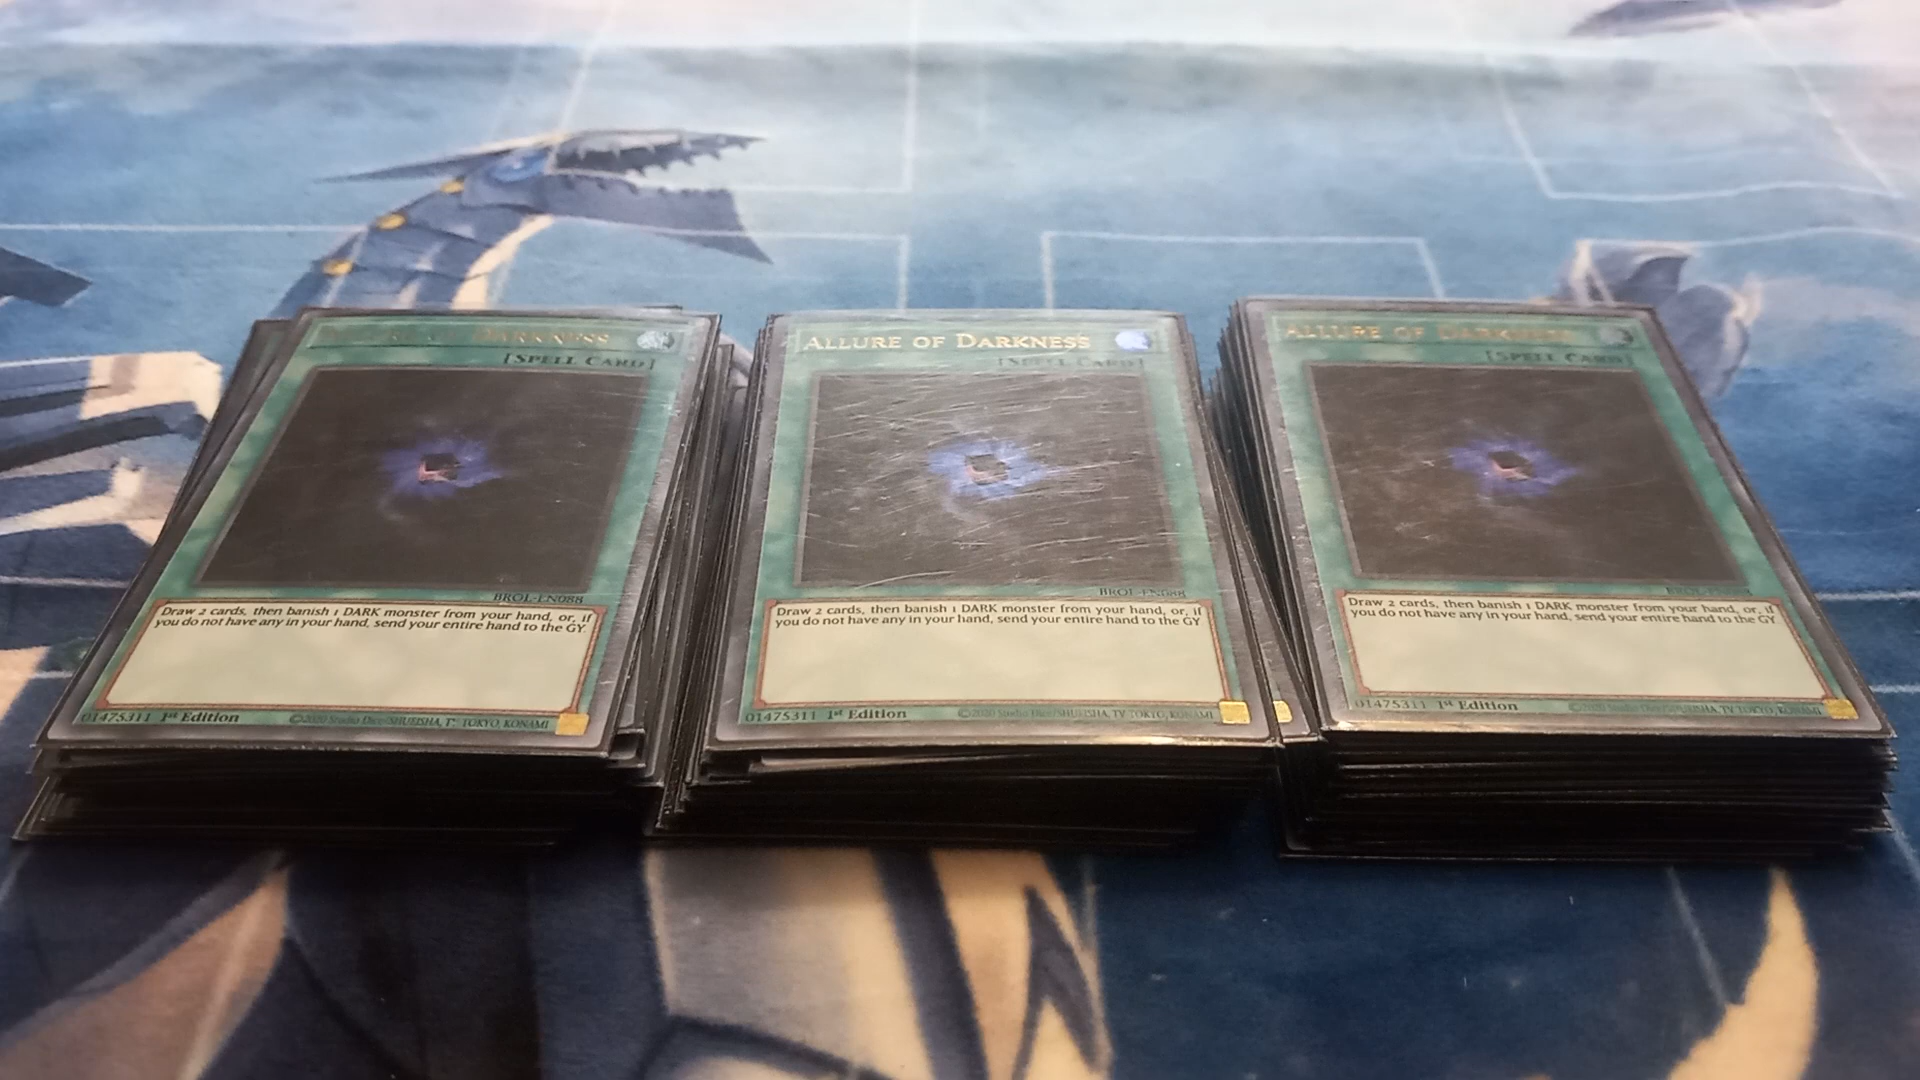 DARKNESS
[SPELL CARD]
BROL-EN088
Draw 2 cards, then banish 1 DARK monster from your hand, or, if
you do not have any in your hand, send your entire hand to the GY.
01475311 1st Edition ©2020 Studio Dice/SHUEISHA, TV TOKYO, KONAMI
ALLURE OF DARKNESS
[SPELL CARD]
BROL-EN088
Draw 2 cards, then banish 1 DARK monster from your hand, or, if
you do not have any in your hand, send your entire hand to the GY
01475311 1st Edition ©2020 Studio Dice/SHUEISHA, TV TOKYO, KONAMI
ALLURE OF DARKNESS
[SPELL CARD]
BROL-EN088
Draw 2 cards, then banish 1 DARK monster from your hand, or, if
you do not have any in your hand, send your entire hand to the GY.
01475311 1st Edition ©2020 Studio Dice/SHUEISHA, TV TOKYO, KONAMI